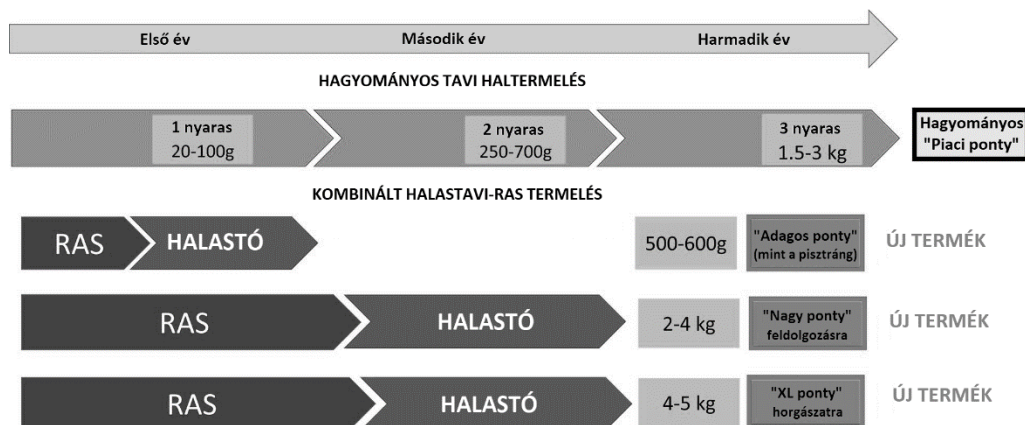 Első év
Második év
Harmadik év
HAGYOMÁNYOS TAVI HALTERMELÉS
1 nyaras
20-100g
2 nyaras
250-700g
3 nyaras
1.5-3 kg
Hagyományos
"Piaci ponty"
KOMBINÁLT HALASTAVI-RAS TERMELÉS
RAS
HALASTÓ
500-600g
"Adagos ponty"
(mint a pisztráng)
ÚJ TERMÉK
RAS
HALASTÓ
2-4 kg
"Nagy ponty"
feldolgozásra
ÚJ TERMÉK
RAS
HALASTÓ
4-5 kg
"XL ponty"
horgászatra
ÚJ TERMÉK